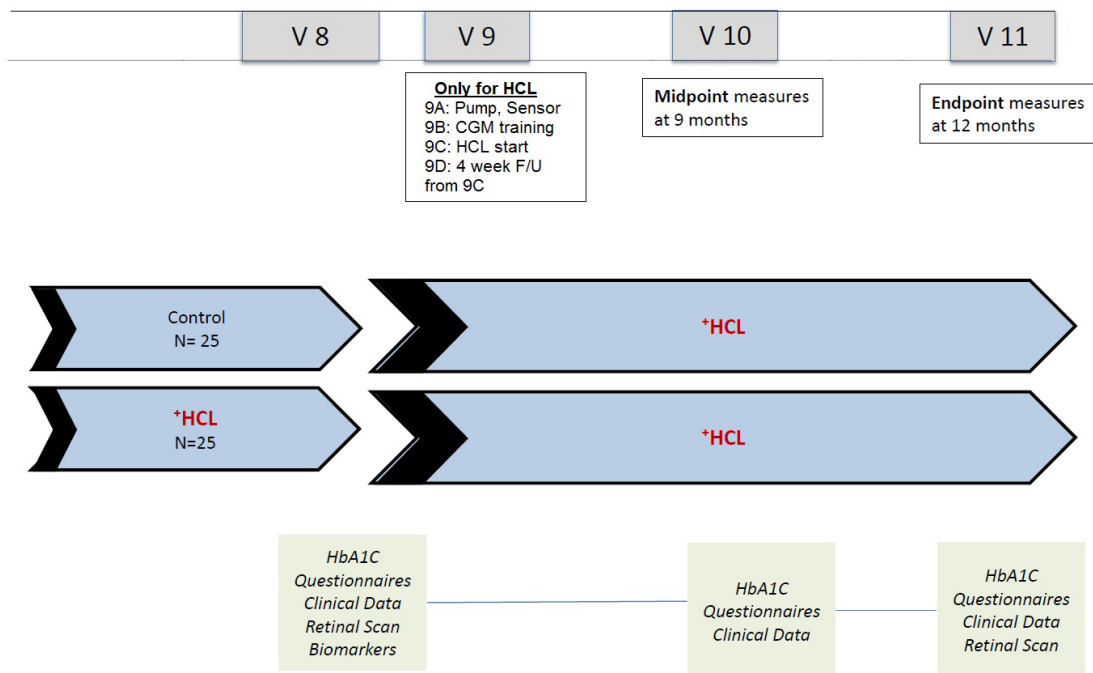 V 8
V 9
V 10
V 11
Only for HCL
9A: Pump, Sensor
9B: CGM training
9C: HCL start
9D: 4 week F/U
from 9C
Midpoint measures
at 9 months
Endpoint measures
at 12 months
Control
N= 25
⁺HCL
⁺HCL
N=25
⁺HCL
HbA1C
Questionnaires
Clinical Data
Retinal Scan
Biomarkers
HbA1C
Questionnaires
Clinical Data
HbA1C
Questionnaires
Clinical Data
Retinal Scan